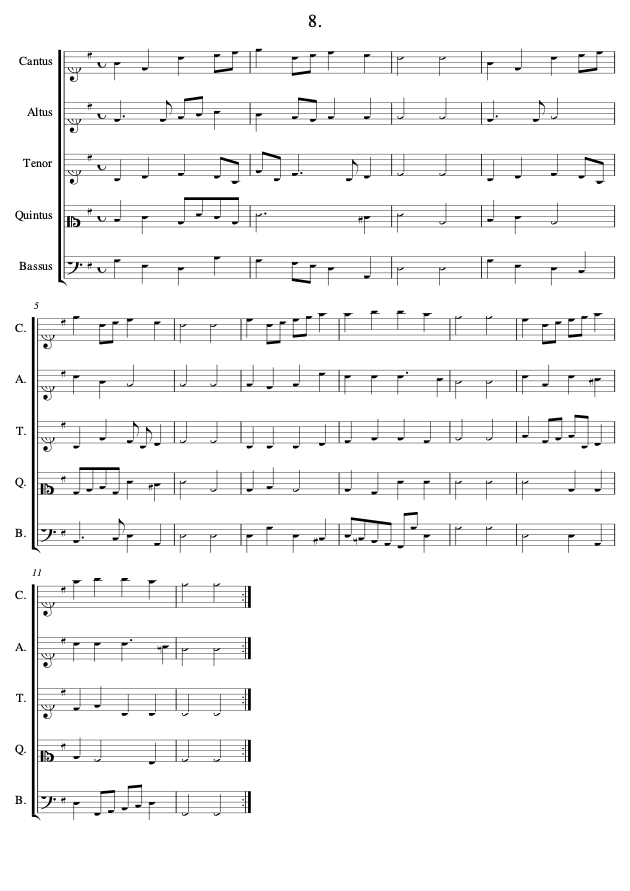 8.
Cantus
Altus
Tenor
Quintus
Bassus
5
C.
A.
T.
Q.
B.
11
C.
A.
T.
Q.
B.